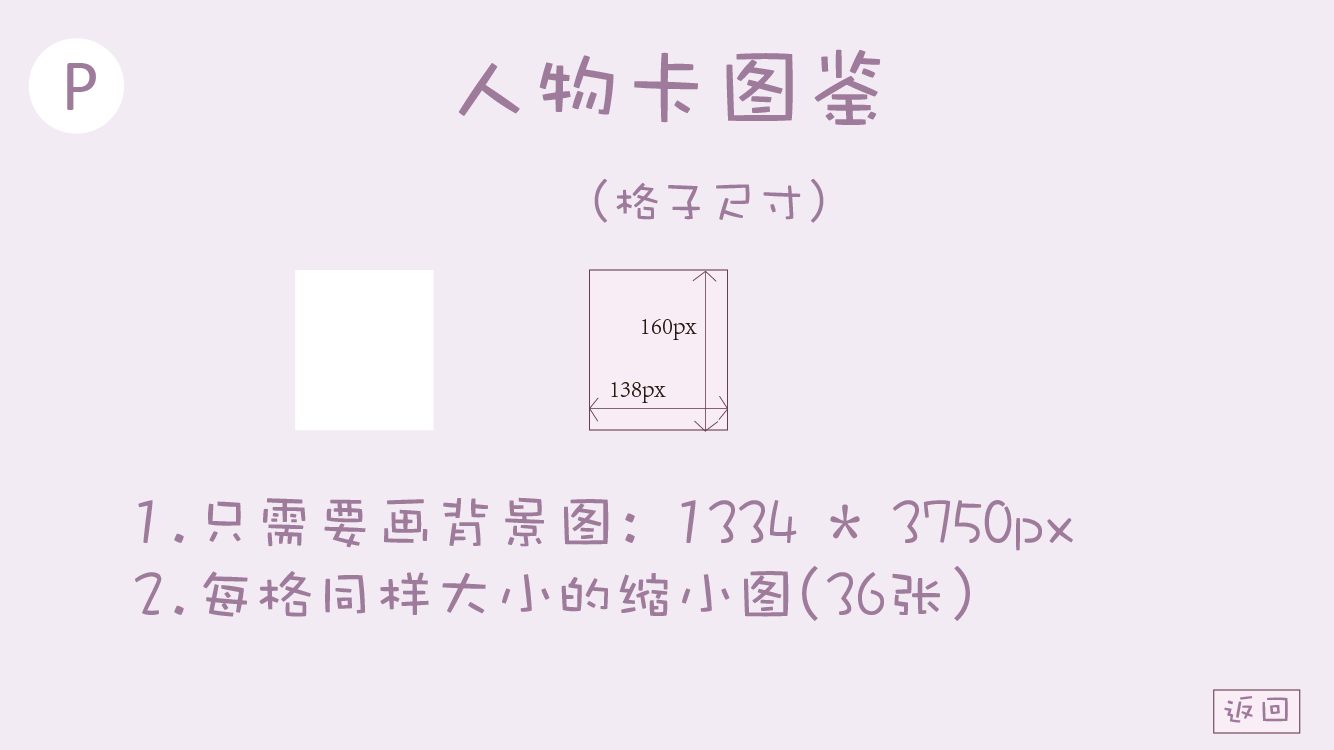 P
人物卡图鉴
(格子尺寸)
160px
138px
1.只需要画背景图: 1334 * 3750px
2.每格同样大小的缩小图(36张)
返回